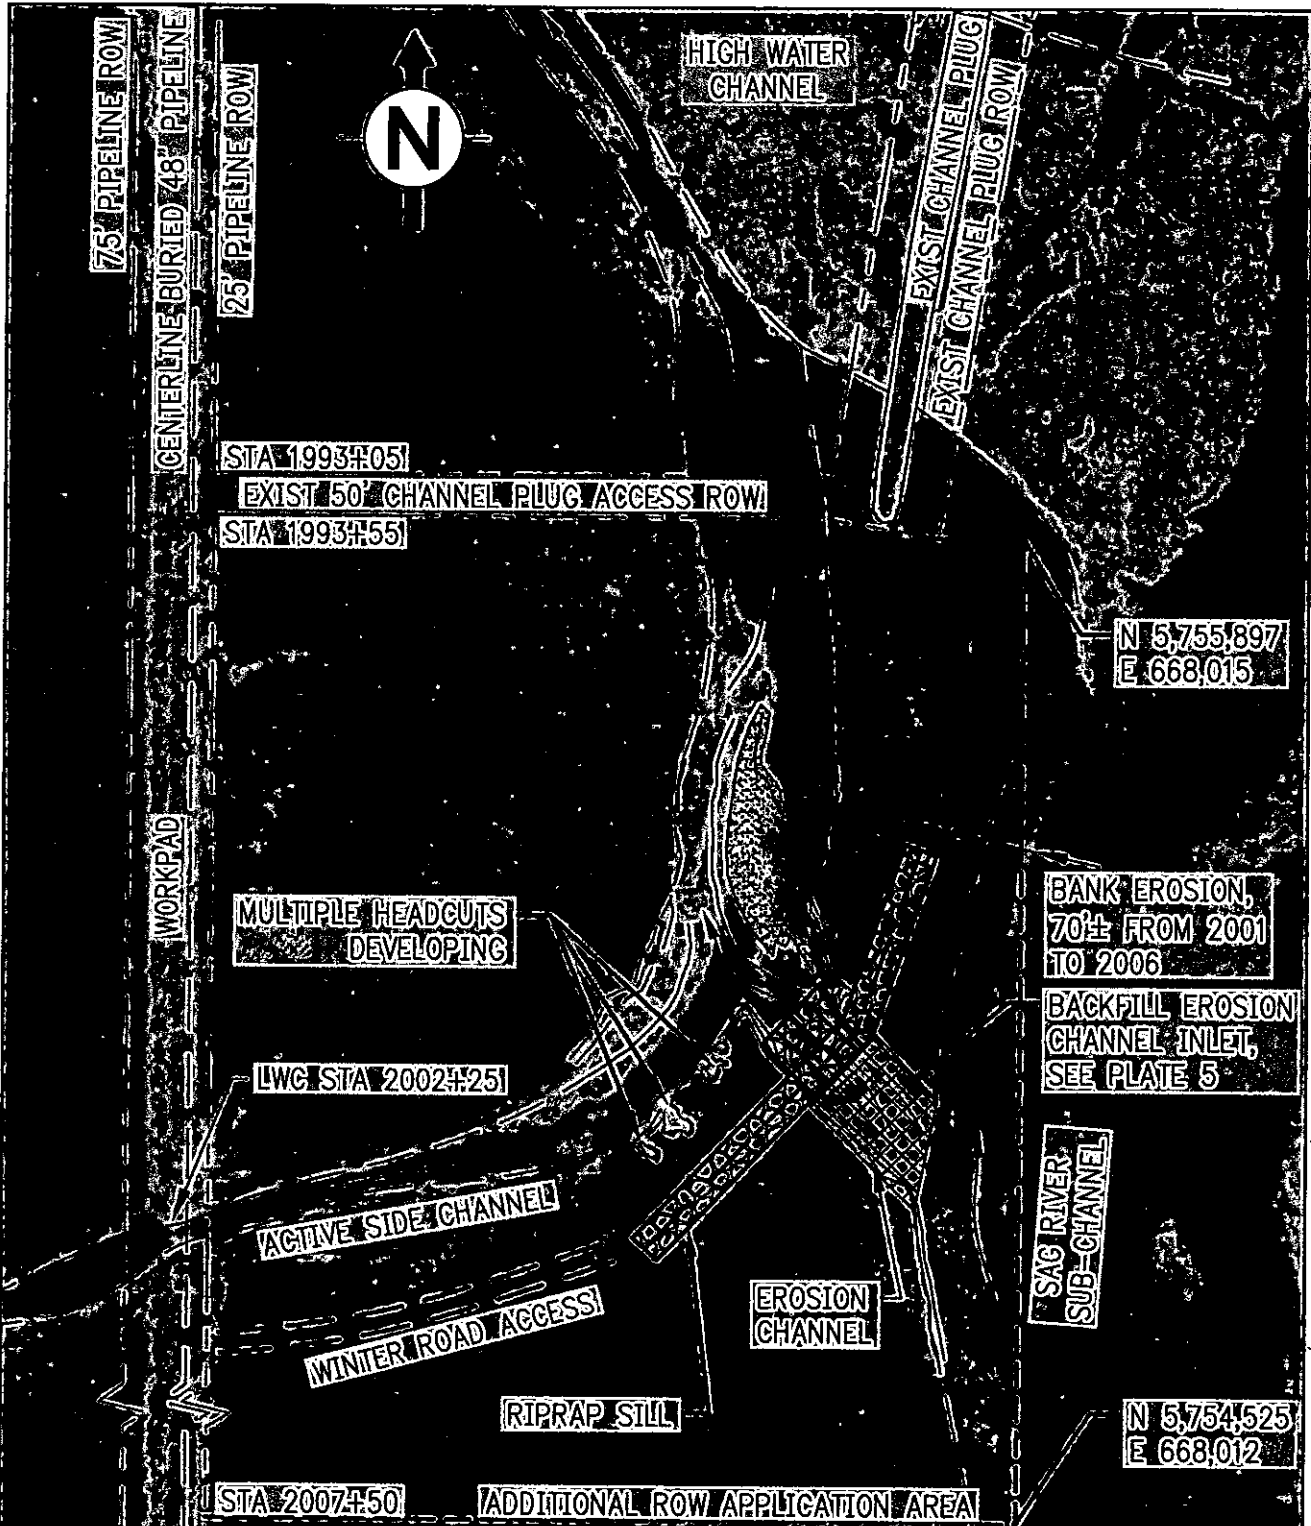 75' PIPELINE ROW
CENTERLINE BURIED 48" PIPELINE
25' PIPELINE ROW
N
HIGH WATER
CHANNEL
EXIST CHANNEL PLUG
EXIST CHANNEL PLUG ROW
STA 1993+05
EXIST 50' CHANNEL PLUG ACCESS ROW
STA 1993+55
N 5,755,897
E 668,015
WORKPAD
MULTIPLE HEADCUTS
DEVELOPING
BANK EROSION,
70'± FROM 2001
TO 2006
BACKFILL EROSION
CHANNEL INLET,
SEE PLATE 5
LWC STA 2002+25
ACTIVE SIDE CHANNEL
SAG RIVER
SUB-CHANNEL
WINTER ROAD ACCESS
EROSION
CHANNEL
RIPRAP SILL
N 5,754,525
E 668,012
STA 2007+50
ADDITIONAL ROW APPLICATION AREA